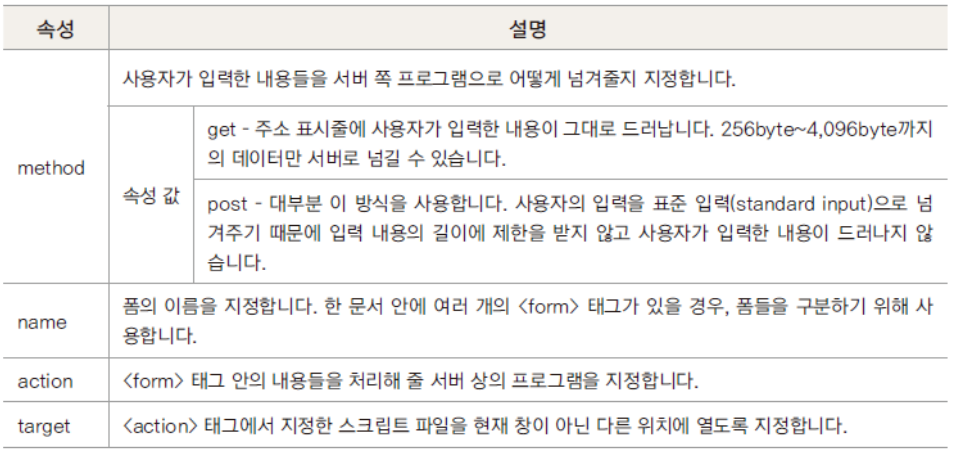 속성 설명
사용자가 입력한 내용들을 서버 쪽 프로그램으로 어떻게 넘겨줄지 지정합니다.
method
속성 값
get - 주소 표시줄에 사용자가 입력한 내용이 그대로 드러납니다. 256byte~4,096byte까지
의 데이터만 서버로 넘길 수 있습니다.
post - 대부분 이 방식을 사용합니다. 사용자의 입력을 표준 입력(standard input)으로 넘
겨주기 때문에 입력 내용의 길이에 제한을 받지 않고 사용자가 입력한 내용이 드러나지 않
습니다.
name
폼의 이름을 지정합니다. 한 문서 안에 여러 개의 <form> 태그가 있을 경우, 폼들을 구분하기 위해 사
용합니다.
action <form> 태그 안의 내용들을 처리해 줄 서버 상의 프로그램을 지정합니다.
target <action> 태그에서 지정한 스크립트 파일을 현재 창이 아닌 다른 위치에 열도록 지정합니다.